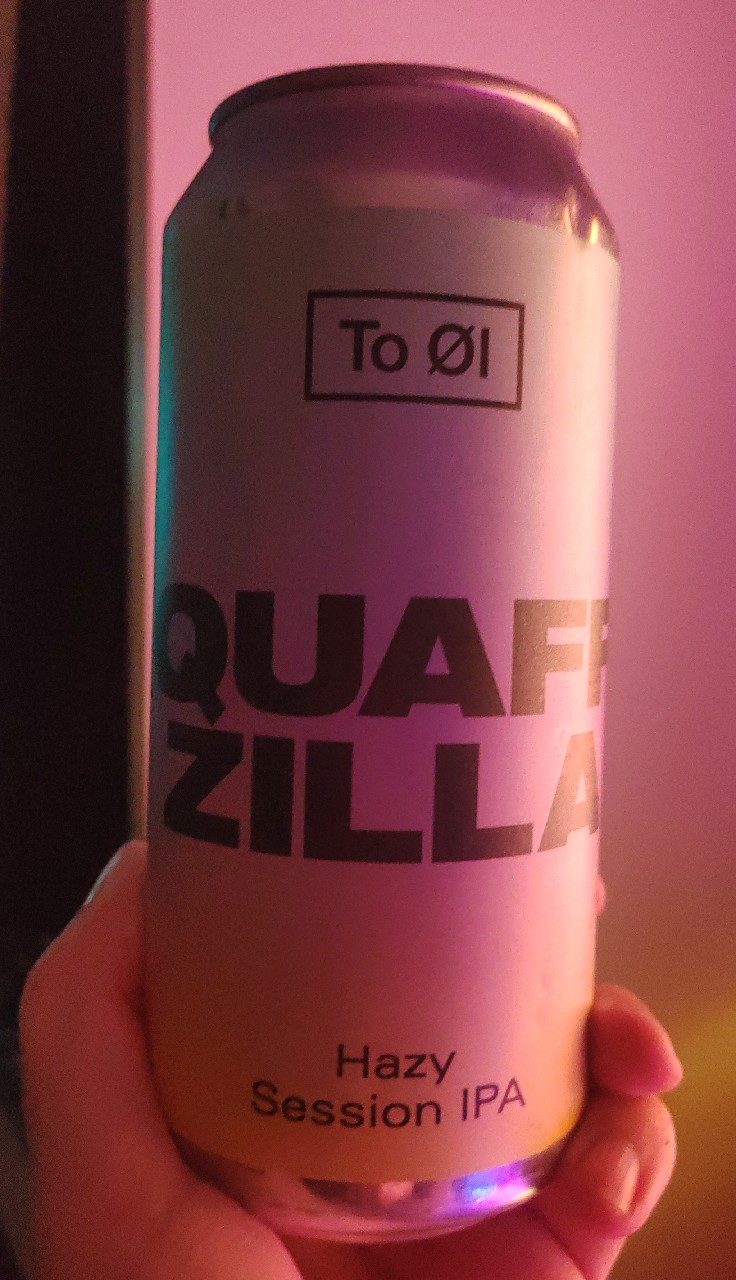 To Øl
QUAFF
ZILLA
Hazy
Session IPA